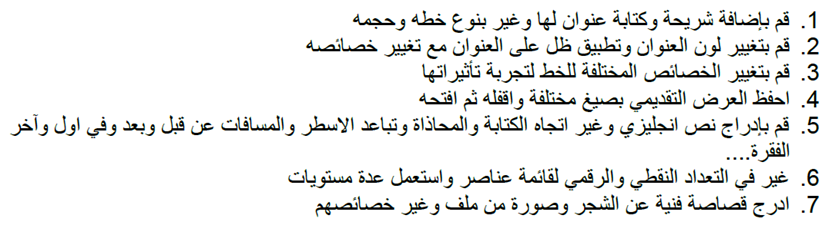 1. قم بإضافة شريحة وكتابة عنوان لها وغير بنوع خطه وحجمه
2. قم بتغيير لون العنوان وتطبيق ظل على العنوان مع تغيير خصائصه
3. قم بتغيير الخصائص المختلفة للخط لتجربة تأثيراتها
4. احفظ العرض التقديمي بصيغ مختلفة واقفله ثم افتحه
5. قم بإدراج نص انجليزي وغير اتجاه الكتابة والمحاذاة وتباعد الاسطر والمسافات عن قبل وبعد وفي اول وآخر
الفقرة....
6. غير في التعداد النقطي والرقمي لقائمة عناصر واستعمل عدة مستويات
7. ادرج قصاصة فنية عن الشجر وصورة من ملف وغير خصائصهم